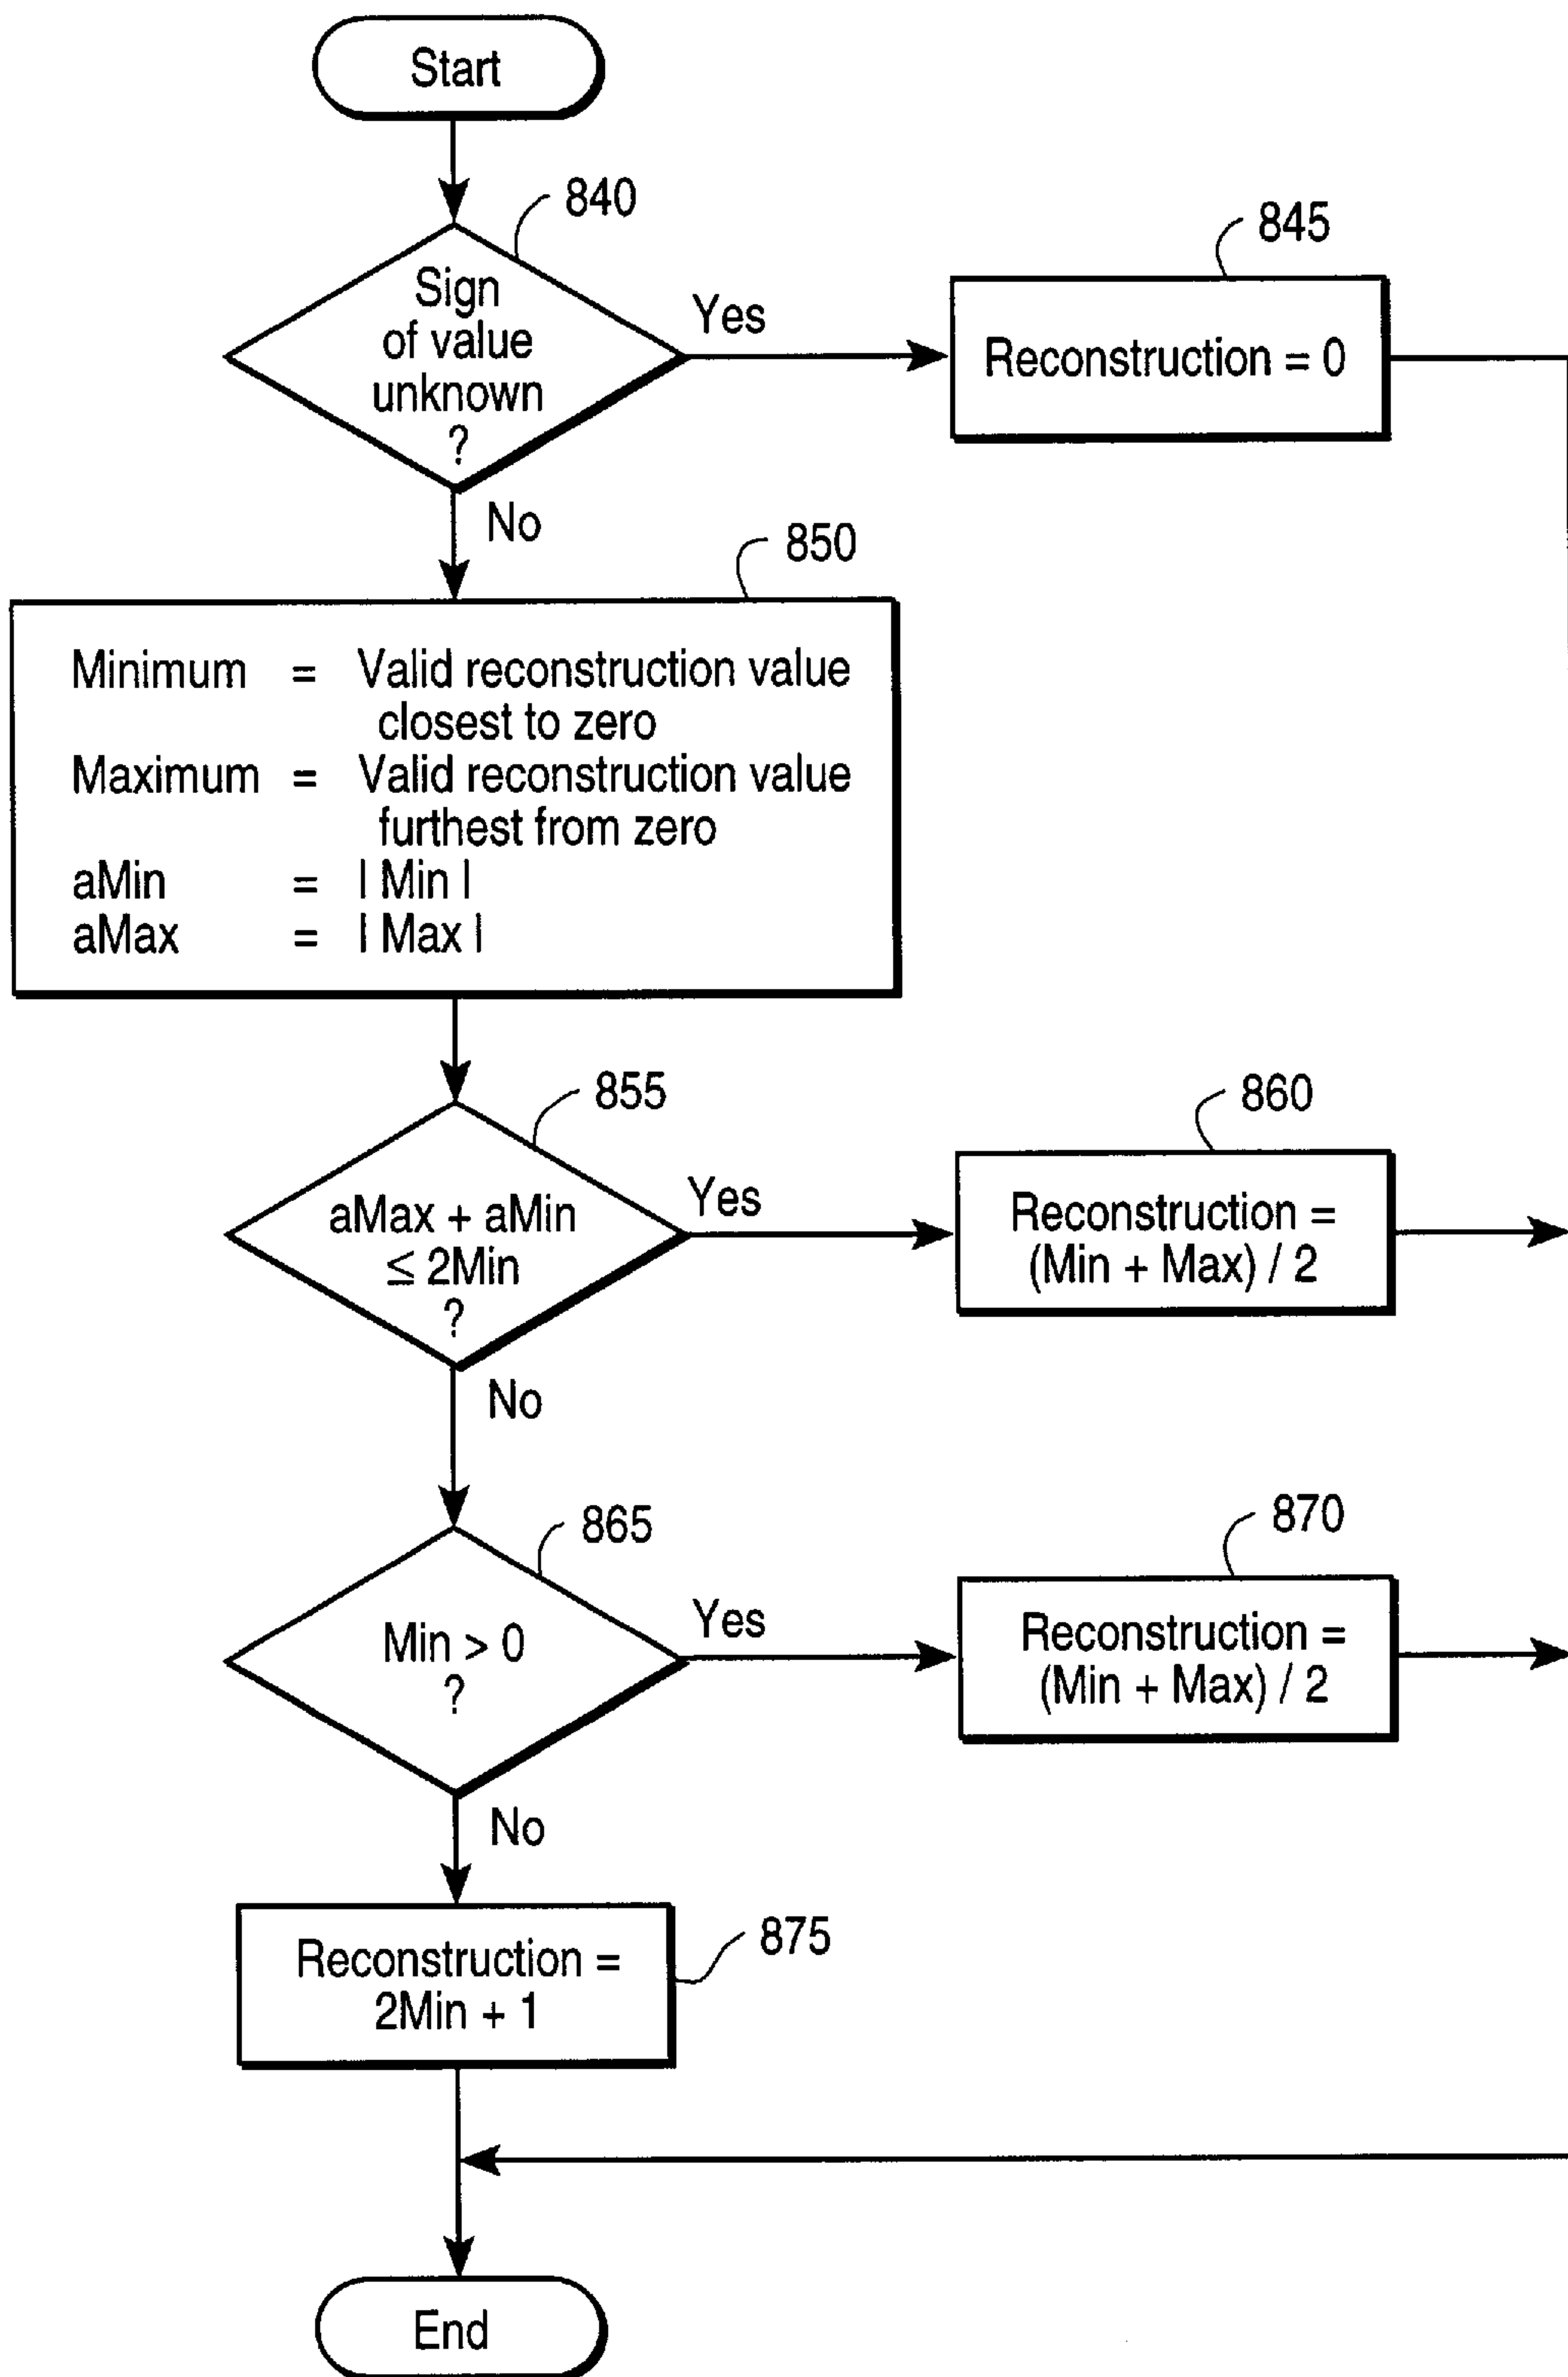 Start
840
Sign
of value
unknown
?
Yes
845
Reconstruction = 0
No
850
Minimum = Valid reconstruction value
closest to zero
Maximum = Valid reconstruction value
furthest from zero
aMin = | Min |
aMax = | Max |
855
aMax + aMin
≤ 2Min
?
Yes
860
Reconstruction =
(Min + Max) / 2
No
865
Min > 0
?
Yes
870
Reconstruction =
(Min + Max) / 2
No
875
Reconstruction =
2Min + 1
End